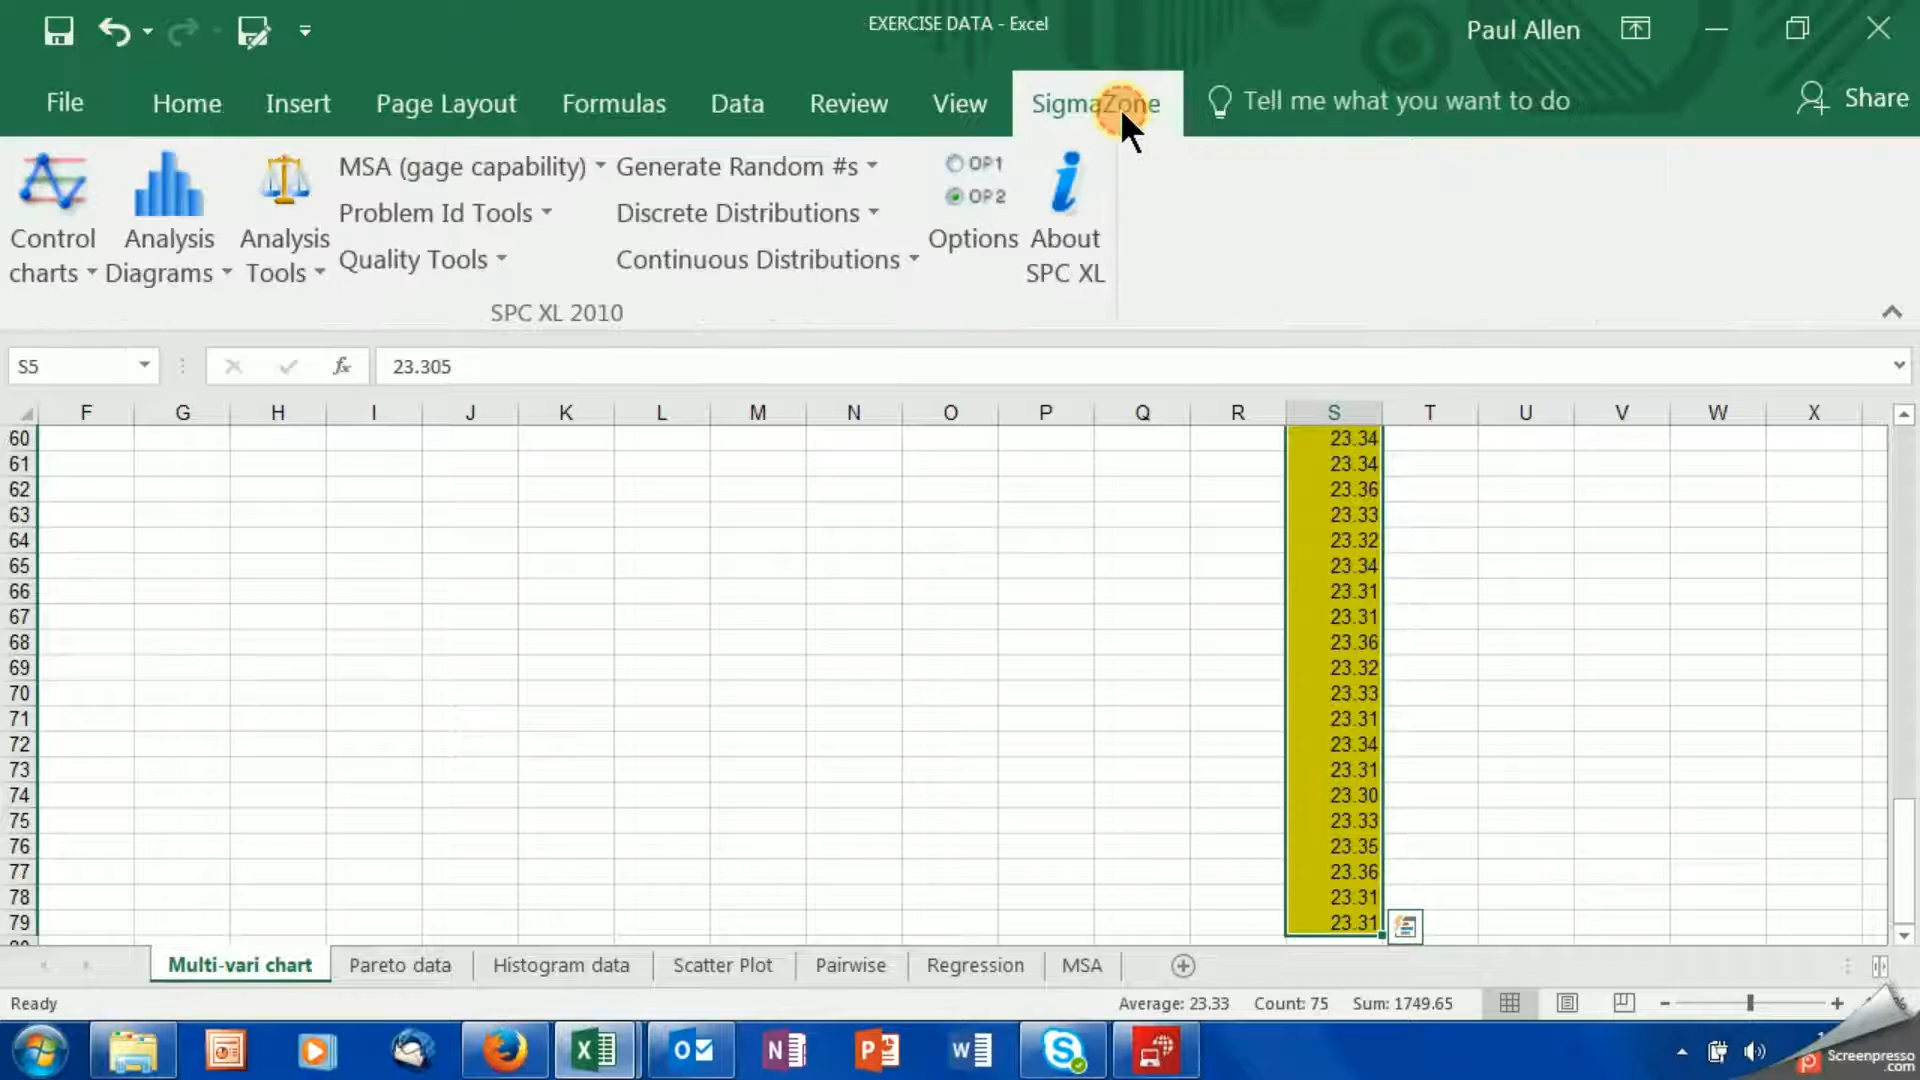 EXERCISE DATA - Excel
Paul Allen
File Home Insert Page Layout Formulas Data Review View SigmaZone Tell me what you want to do Share
MSA (gage capability) Generate Random #s OP1
Problem Id Tools Discrete Distributions OP2
Control charts Analysis Diagrams Analysis Tools Quality Tools Continuous Distributions Options About SPC XL
SPC XL 2010
S5 fx 23.305
F G H I J K L M N O P Q R S T U V W X
60 23.34
61 23.34
62 23.36
63 23.33
64 23.32
65 23.34
66 23.31
67 23.31
68 23.36
69 23.32
70 23.33
71 23.31
72 23.34
73 23.31
74 23.30
75 23.33
76 23.35
77 23.36
78 23.31
79 23.31
Multi-vari chart Pareto data Histogram data Scatter Plot Pairwise Regression MSA
Ready Average: 23.33 Count: 75 Sum: 1749.65
Screenpresso
.com